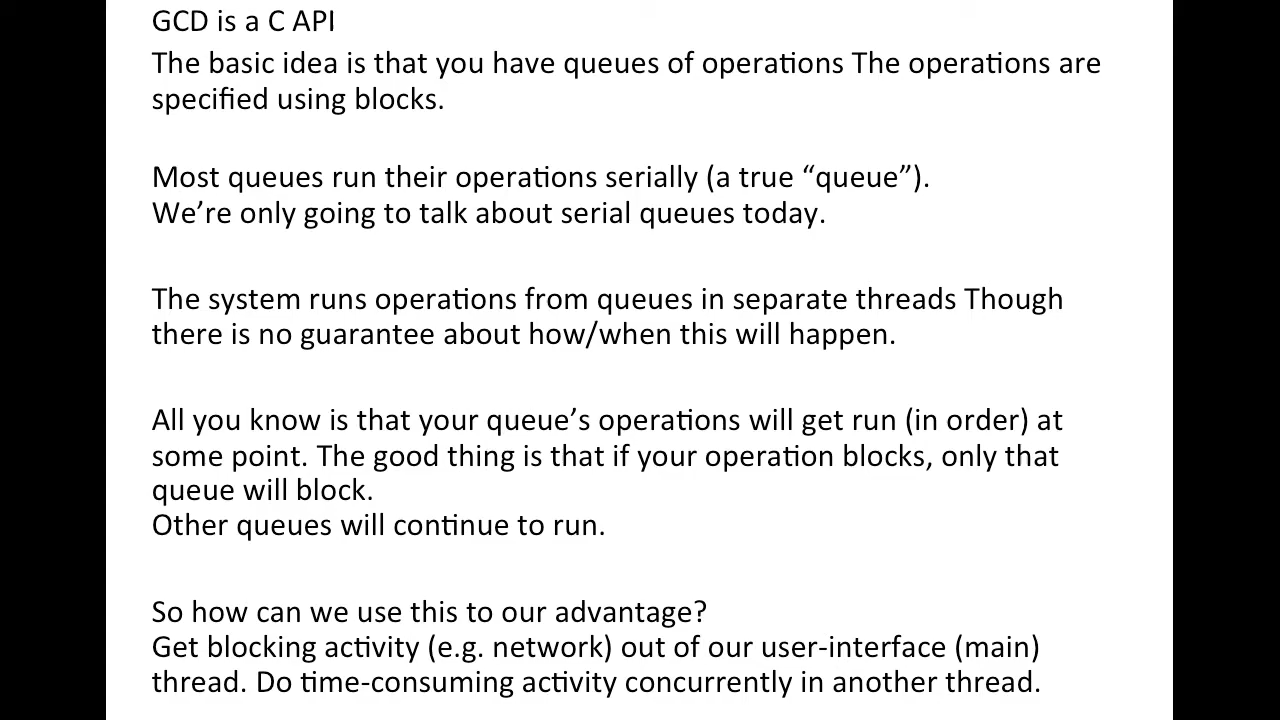 GCD is a C API
The basic idea is that you have queues of operations The operations are
specified using blocks.
Most queues run their operations serially (a true “queue”).
We’re only going to talk about serial queues today.
The system runs operations from queues in separate threads Though
there is no guarantee about how/when this will happen.
All you know is that your queue’s operations will get run (in order) at
some point. The good thing is that if your operation blocks, only that
queue will block.
Other queues will continue to run.
So how can we use this to our advantage?
Get blocking activity (e.g. network) out of our user-interface (main)
thread. Do time-consuming activity concurrently in another thread.